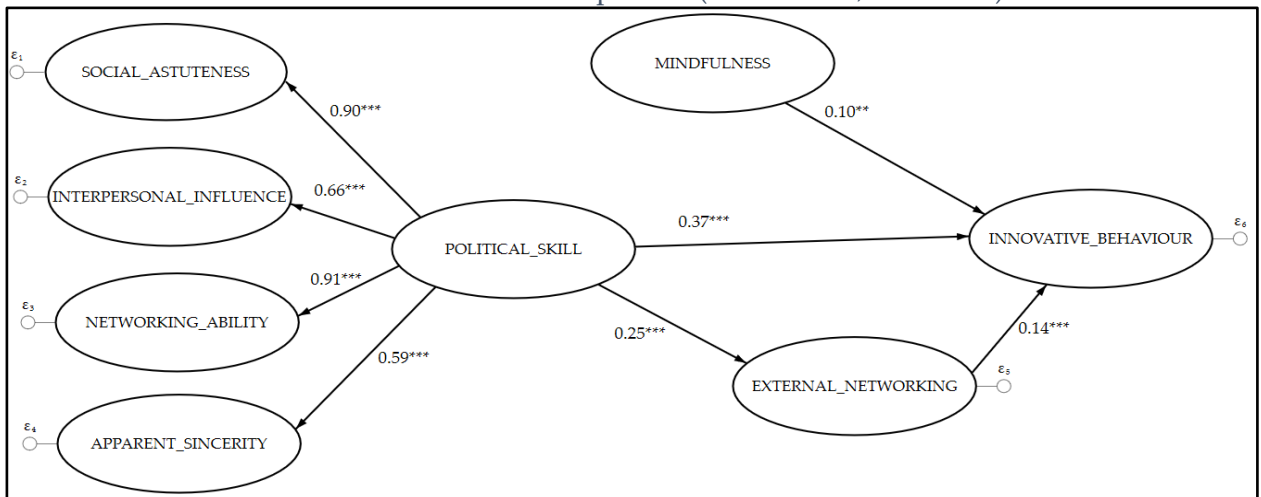 ε₁
SOCIAL_ASTUTENESS
MINDFULNESS
0.90***
0.10**
ε₂
INTERPERSONAL_INFLUENCE
0.66***
0.37***
ε₆
POLITICAL_SKILL
INNOVATIVE_BEHAVIOUR
0.91***
ε₃
NETWORKING_ABILITY
0.25***
0.14***
0.59***
ε₅
EXTERNAL_NETWORKING
ε₄
APPARENT_SINCERITY